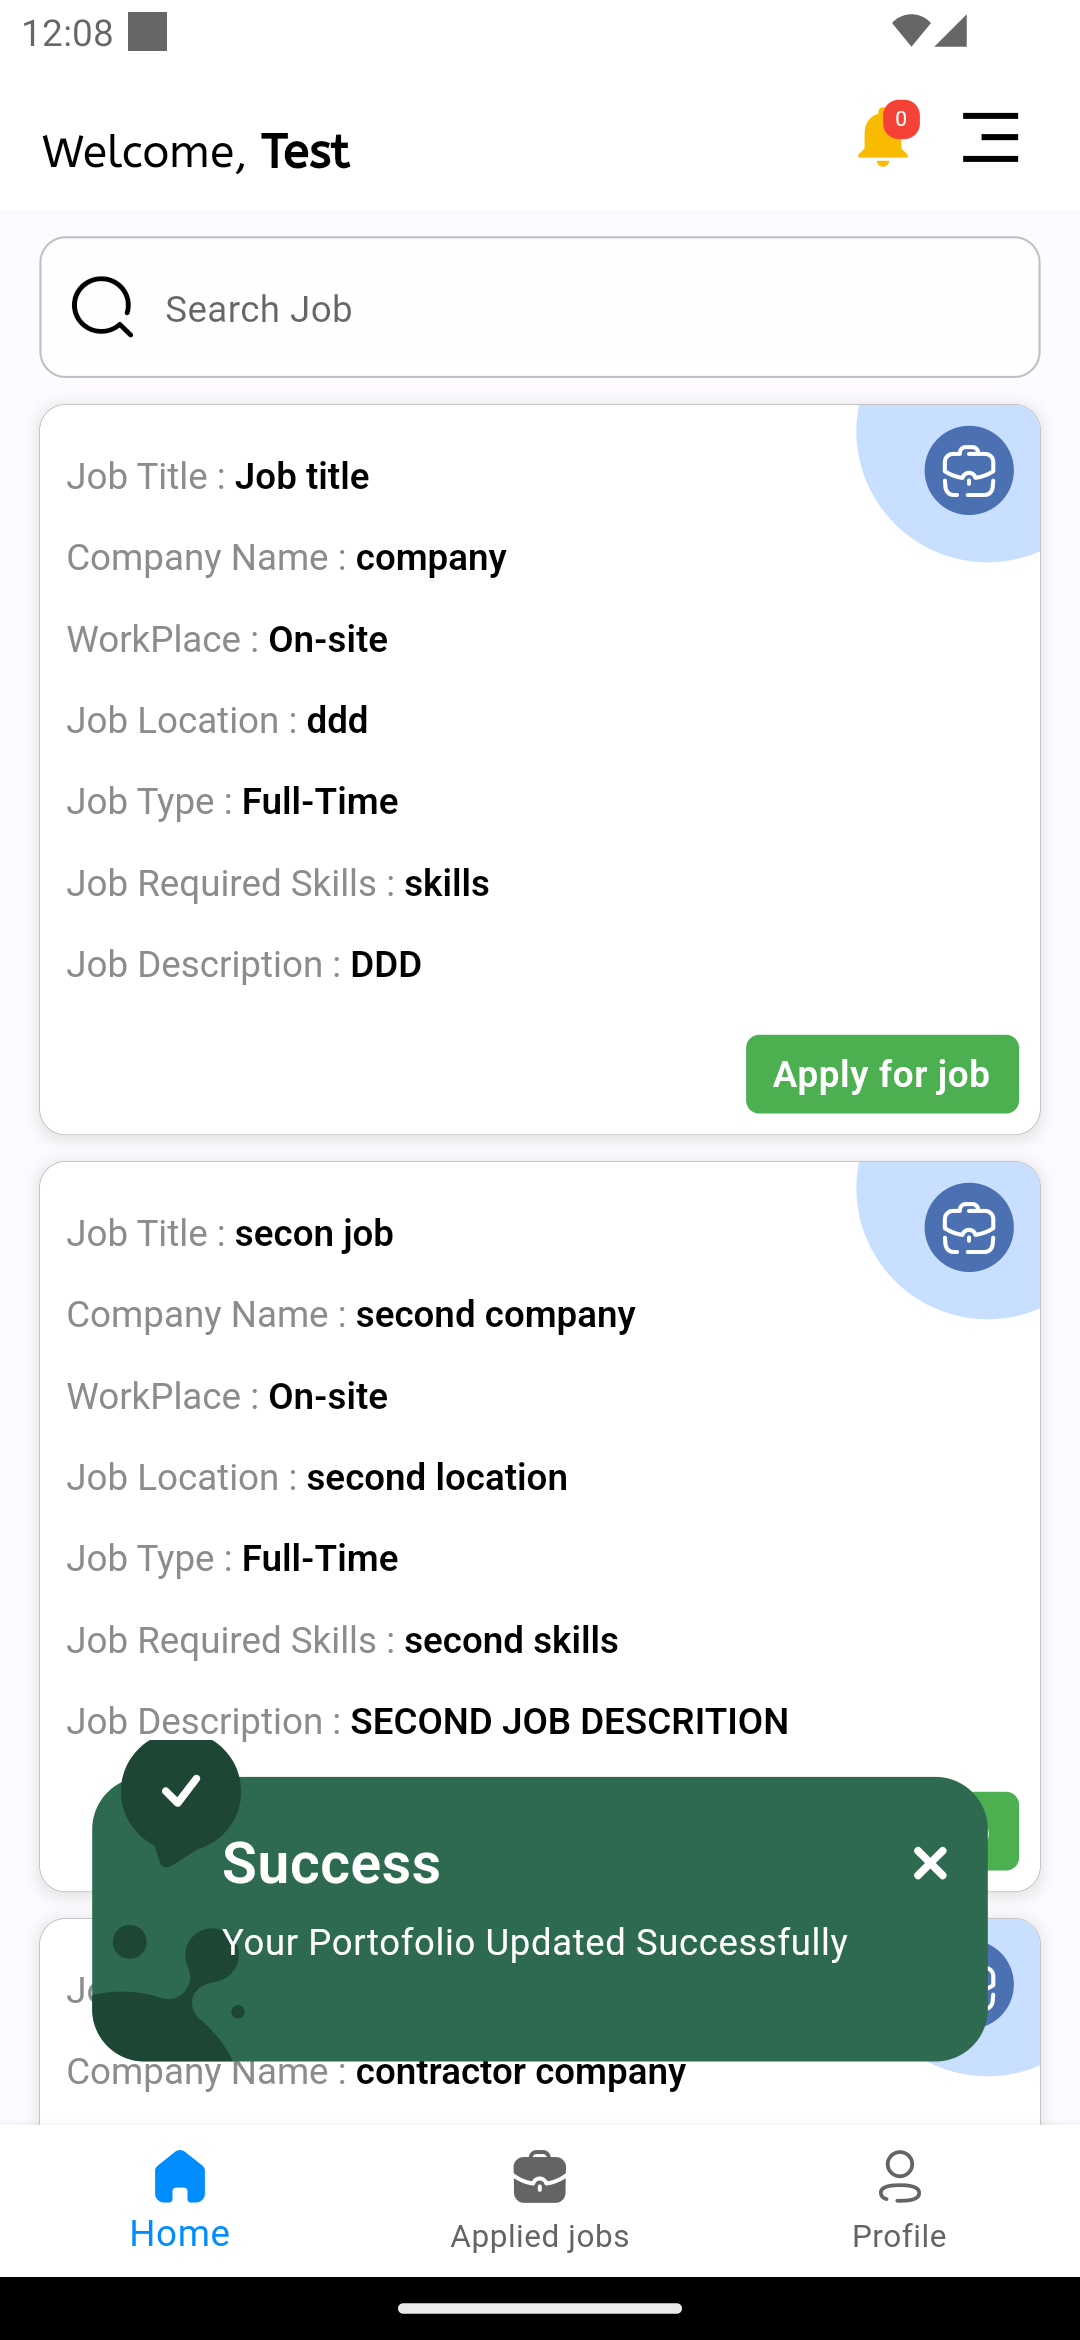 12:08
Welcome, Test
0
Search Job
Job Title : Job title
Company Name : company
WorkPlace : On-site
Job Location : ddd
Job Type : Full-Time
Job Required Skills : skills
Job Description : DDD
Apply for job
Job Title : secon job
Company Name : second company
WorkPlace : On-site
Job Location : second location
Job Type : Full-Time
Job Required Skills : second skills
Job Description : SECOND JOB DESCRITION
Success
Your Portofolio Updated Successfully
Company Name : contractor company
Home
Applied jobs
Profile